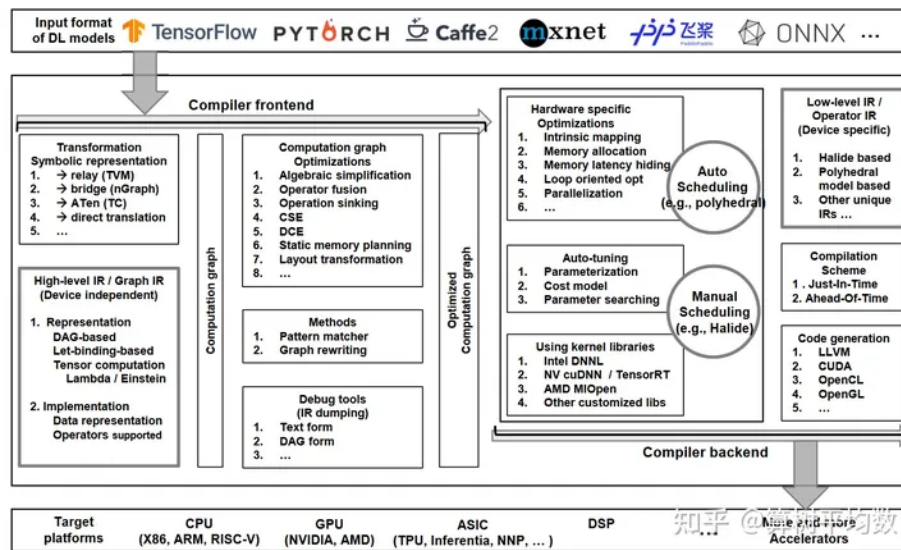 Input format
of DL models
TensorFlow
PYTORCH
Caffe2
mxnet
飞桨
ONNX
...
Compiler frontend
Transformation
Symbolic representation
1. → relay (TVM)
2. → bridge (nGraph)
3. → ATen (TC)
4. → direct translation
5. ...
High-level IR / Graph IR
(Device independent)
1. Representation
DAG-based
Let-binding-based
Tensor computation
Lambda / Einstein
2. Implementation
Data representation
Operators supported
Computation graph
Computation graph
Optimizations
1. Algebraic simplification
2. Operator fusion
3. Operation sinking
4. CSE
5. DCE
6. Static memory planning
7. Layout transformation
8. ...
Methods
1. Pattern matcher
2. Graph rewriting
Debug tools
(IR dumping)
1. Text form
2. DAG form
3. ...
Optimized
Computation graph
Hardware specific
Optimizations
1. Intrinsic mapping
2. Memory allocation
3. Memory latency hiding
4. Loop oriented opt
5. Parallelization
6. ...
Auto
Scheduling
(e.g., polyhedral)
Auto-tuning
1. Parameterization
2. Cost model
3. Parameter searching
Manual
Scheduling
(e.g., Halide)
Using kernel libraries
1. Intel DNNL
2. NV cuDNN / TensorRT
3. AMD MIOpen
4. Other customized libs
Low-level IR /
Operator IR
(Device specific)
1. Halide based
2. Polyhedral
model based
3. Other unique
IRs ...
Compilation
Scheme
1 . Just-In-Time
2. Ahead-Of-Time
Code generation
1. LLVM
2. CUDA
3. OpenCL
4. OpenGL
5. ...
Compiler backend
Target
platforms
CPU
(X86, ARM, RISC-V)
GPU
(NVIDIA, AMD)
ASIC
(TPU, Inferentia, NNP, ... )
DSP
...
More and more
Accelerators
知乎 @算树平均数